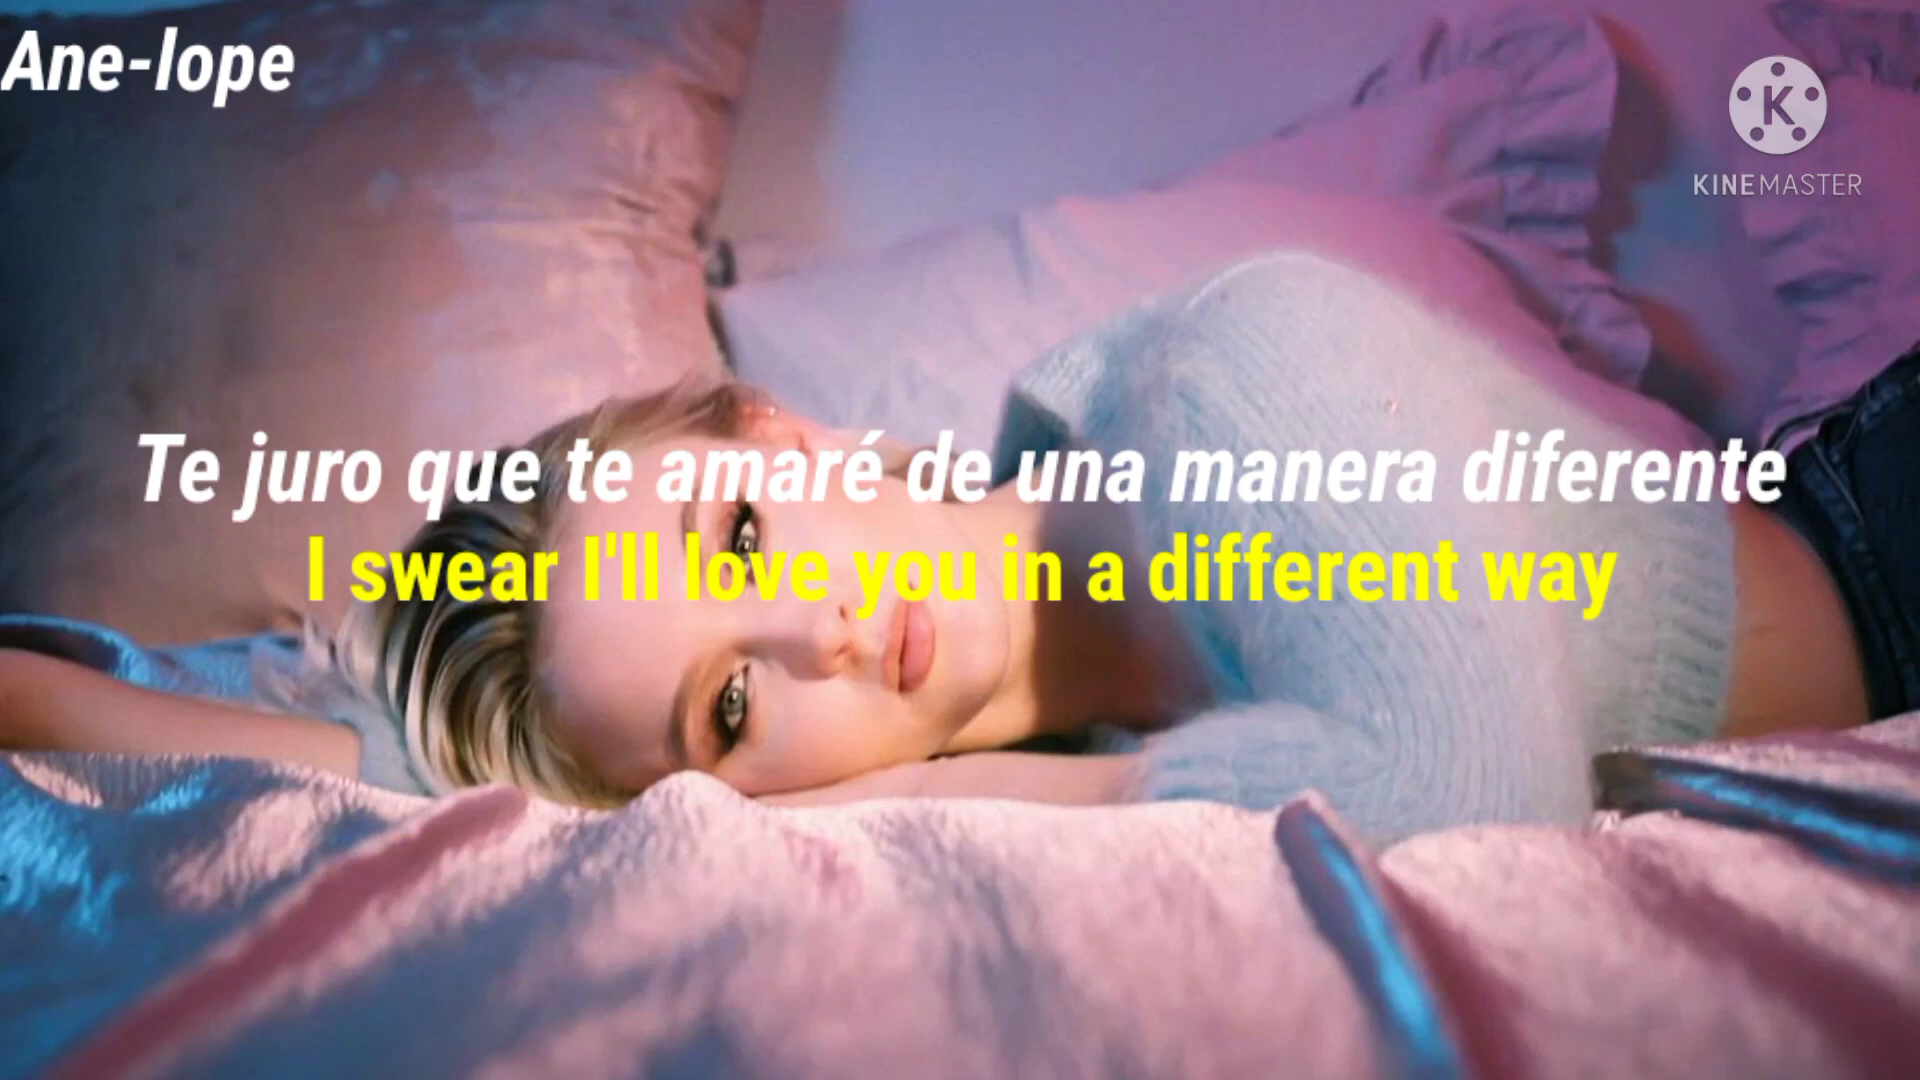 Ane-lope
K
KINEMASTER
Te juro que te amaré de una manera diferente
I swear I'll love you in a different way